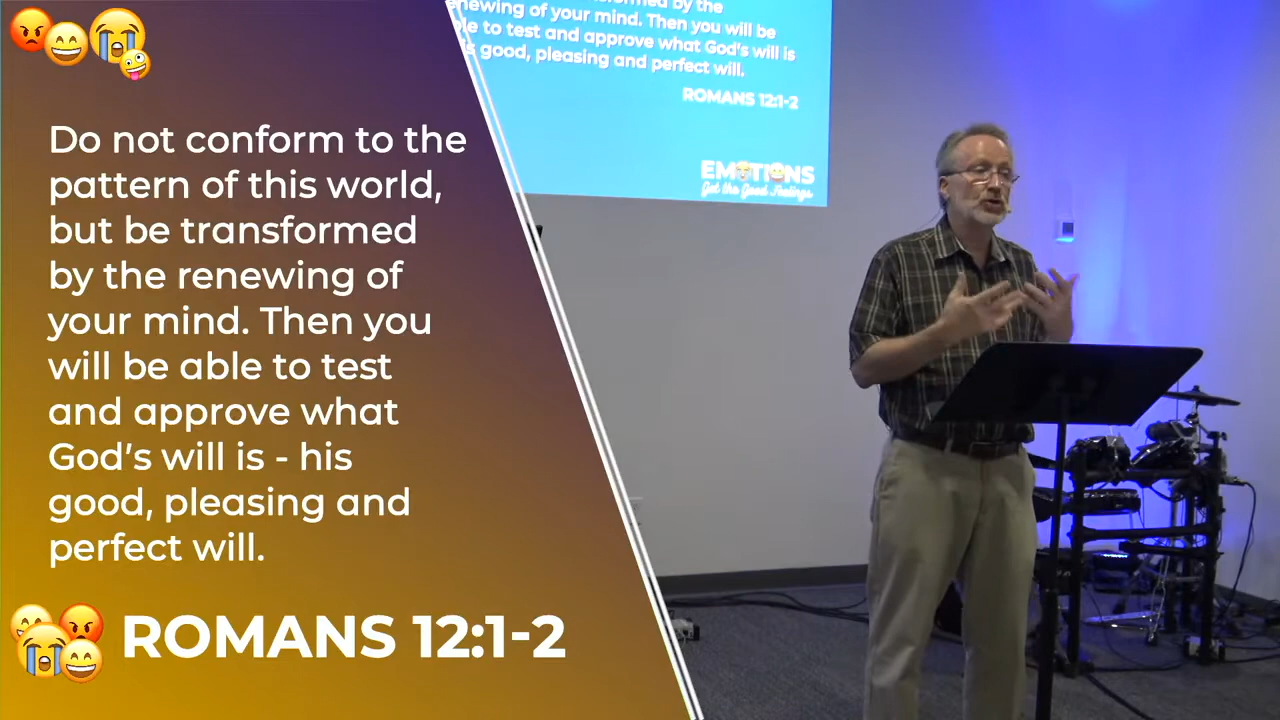 Do not conform to the
pattern of this world,
but be transformed
by the renewing of
your mind. Then you
will be able to test
and approve what
God's will is - his
good, pleasing and
perfect will.
ROMANS 12:1-2
by the
renewing of your mind. Then you will be
to test and approve what God's will is
good, pleasing and perfect will.
ROMANS 12:1-2
EMOTIONS
Get the Good Feelings